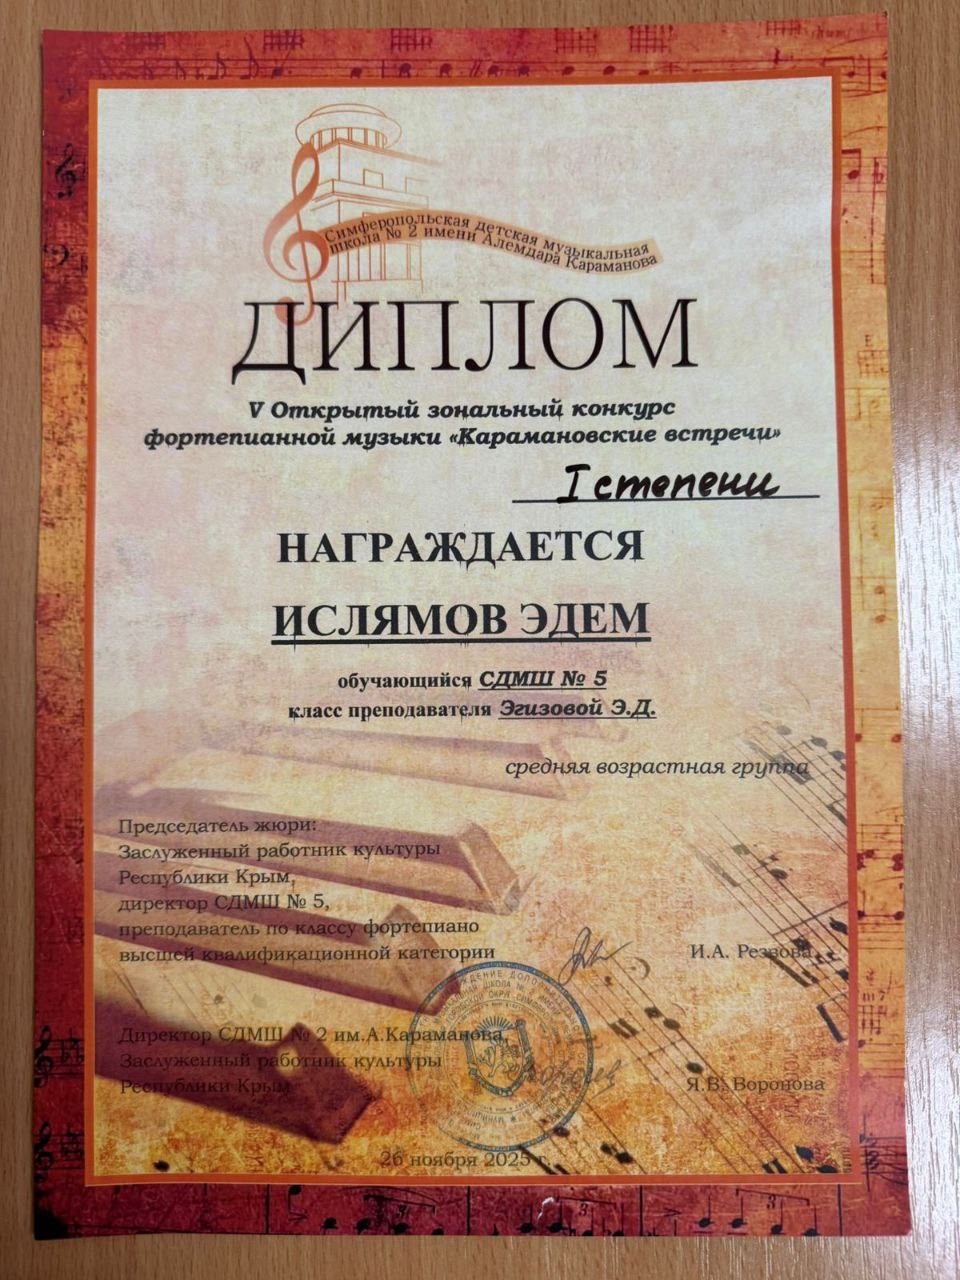 Симферопольская детская музыкальная
школа № 2 имени Алемдара Караманова
ДИПЛОМ
V Открытый зональный конкурс
фортепианной музыки «Карамановские встречи»
I степени
НАГРАЖДАЕТСЯ
ИСЛЯМОВ ЭДЕМ
обучающийся СДМШ № 5
класс преподавателя Эгизовой Э.Д.
средняя возрастная группа
Председатель жюри:
Заслуженный работник культуры
Республики Крым,
директор СДМШ № 5,
преподаватель по классу фортепиано
высшей квалификационной категории И.А. Резвова
Директор СДМШ № 2 им.А.Караманова,
Заслуженный работник культуры
Республики Крым Я.В. Воронова
26 ноября 2025 г.